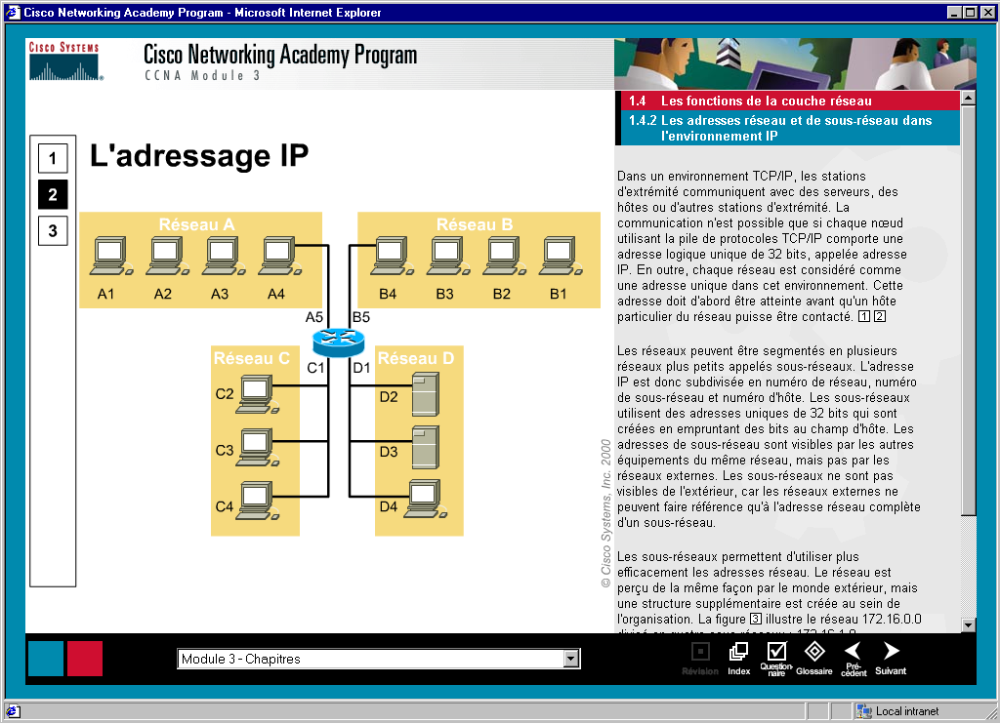 Cisco Networking Academy Program - Microsoft Internet Explorer
CISCO SYSTEMS
Cisco Networking Academy Program
CCNA Module 3
1.4 Les fonctions de la couche réseau
1.4.2 Les adresses réseau et de sous-réseau dans
l'environnement IP
1
2
3
L'adressage IP
Réseau A
Réseau B
A1 A2 A3 A4
B4 B3 B2 B1
A5 B5
C1 D1
Réseau C
Réseau D
C2
D2
C3
D3
C4
D4
© Cisco Systems, Inc. 2000
Dans un environnement TCP/IP, les stations
d'extrémité communiquent avec des serveurs, des
hôtes ou d'autres stations d'extrémité. La
communication n'est possible que si chaque nœud
utilisant la pile de protocoles TCP/IP comporte une
adresse logique unique de 32 bits, appelée adresse
IP. En outre, chaque réseau est considéré comme
une adresse unique dans cet environnement. Cette
adresse doit d'abord être atteinte avant qu'un hôte
particulier du réseau puisse être contacté. 1 2
Les réseaux peuvent être segmentés en plusieurs
réseaux plus petits appelés sous-réseaux. L'adresse
IP est donc subdivisée en numéro de réseau, numéro
de sous-réseau et numéro d'hôte. Les sous-réseaux
utilisent des adresses uniques de 32 bits qui sont
créées en empruntant des bits au champ d'hôte. Les
adresses de sous-réseau sont visibles par les autres
équipements du même réseau, mais pas par les
réseaux externes. Les sous-réseaux ne sont pas
visibles de l'extérieur, car les réseaux externes ne
peuvent faire référence qu'à l'adresse réseau complète
d'un sous-réseau.
Les sous-réseaux permettent d'utiliser plus
efficacement les adresses réseau. Le réseau est
perçu de la même façon par le monde extérieur, mais
une structure supplémentaire est créée au sein de
l'organisation. La figure 3 illustre le réseau 172.16.0.0
divisé en quatre sous-réseaux : 172.16.1.0
Module 3 - Chapitres
Révision
Index
Question-
naire
Glossaire
Pré-
cédent
Suivant
Local intranet